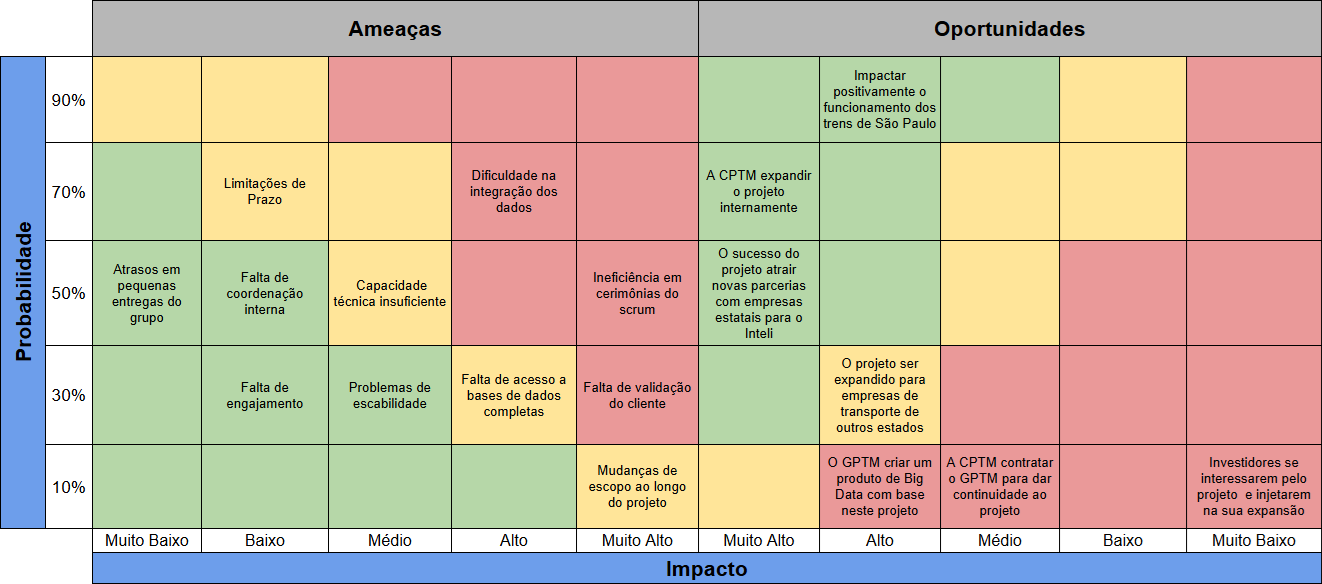 Ameaças
Oportunidades
Probabilidade
90%
Impactar
positivamente o
funcionamento dos
trens de São Paulo
70%
Limitações de
Prazo
Dificuldade na
integração dos
dados
A CPTM expandir
o projeto
internamente
50%
Atrasos em
pequenas
entregas do
grupo
Falta de
coordenação
interna
Capacidade
técnica insuficiente
Ineficiência em
cerimônias do
scrum
O sucesso do
projeto atrair
novas parcerias
com empresas
estatais para o
Inteli
30%
Falta de
engajamento
Problemas de
escabilidade
Falta de acesso a
bases de dados
completas
Falta de validação
do cliente
O projeto ser
expandido para
empresas de
transporte de
outros estados
10%
Mudanças de
escopo ao longo
do projeto
O GPTM criar um
produto de Big
Data com base
neste projeto
A CPTM contratar
o GPTM para dar
continuidade ao
projeto
Investidores se
interessarem pelo
projeto e injetarem
na sua expansão
Muito Baixo
Baixo
Médio
Alto
Muito Alto
Muito Alto
Alto
Médio
Baixo
Muito Baixo
Impacto